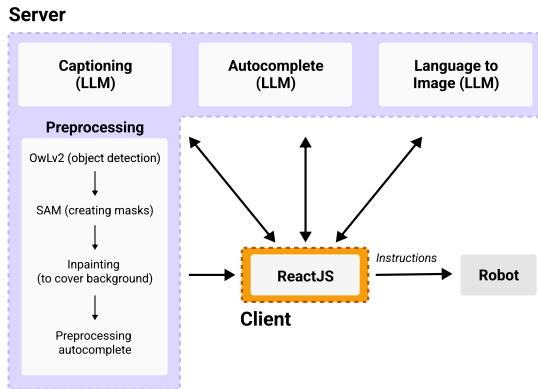 Server
Captioning
(LLM)
Autocomplete
(LLM)
Language to
Image (LLM)
Preprocessing
OwLv2 (object detection)
SAM (creating masks)
Inpainting
(to cover background)
Preprocessing
autocomplete
ReactJS
Client
Instructions
Robot